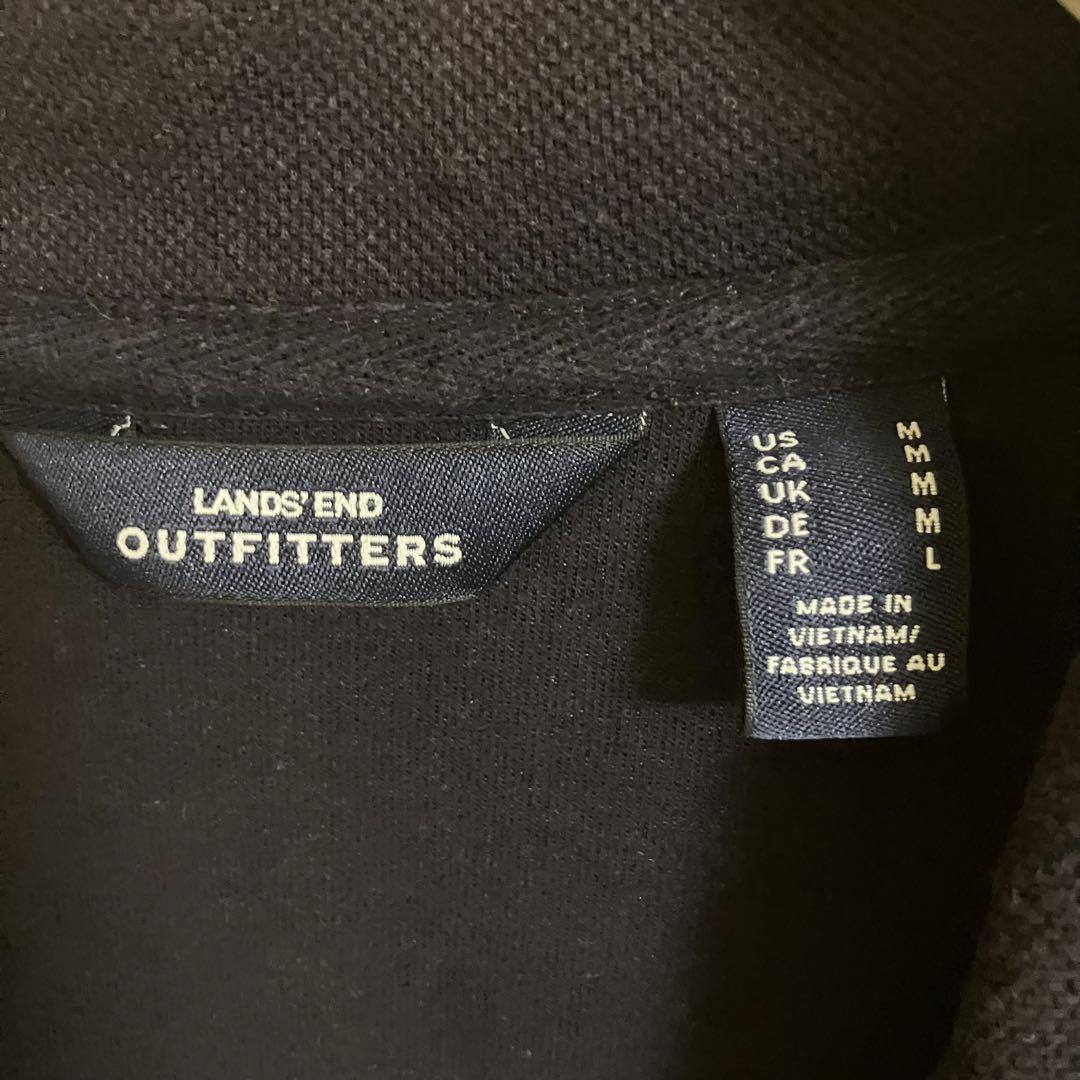 LANDS' END
OUTFITTERS
US M
CA M
UK M
DE M
FR L
MADE IN
VIETNAM/
FABRIQUE AU
VIETNAM